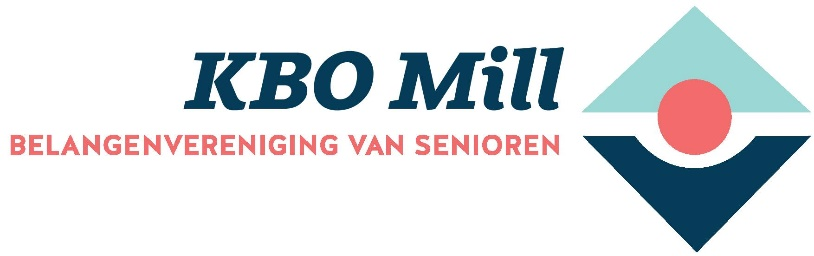 KBO Mill
BELANGENVERENIGING VAN SENIOREN